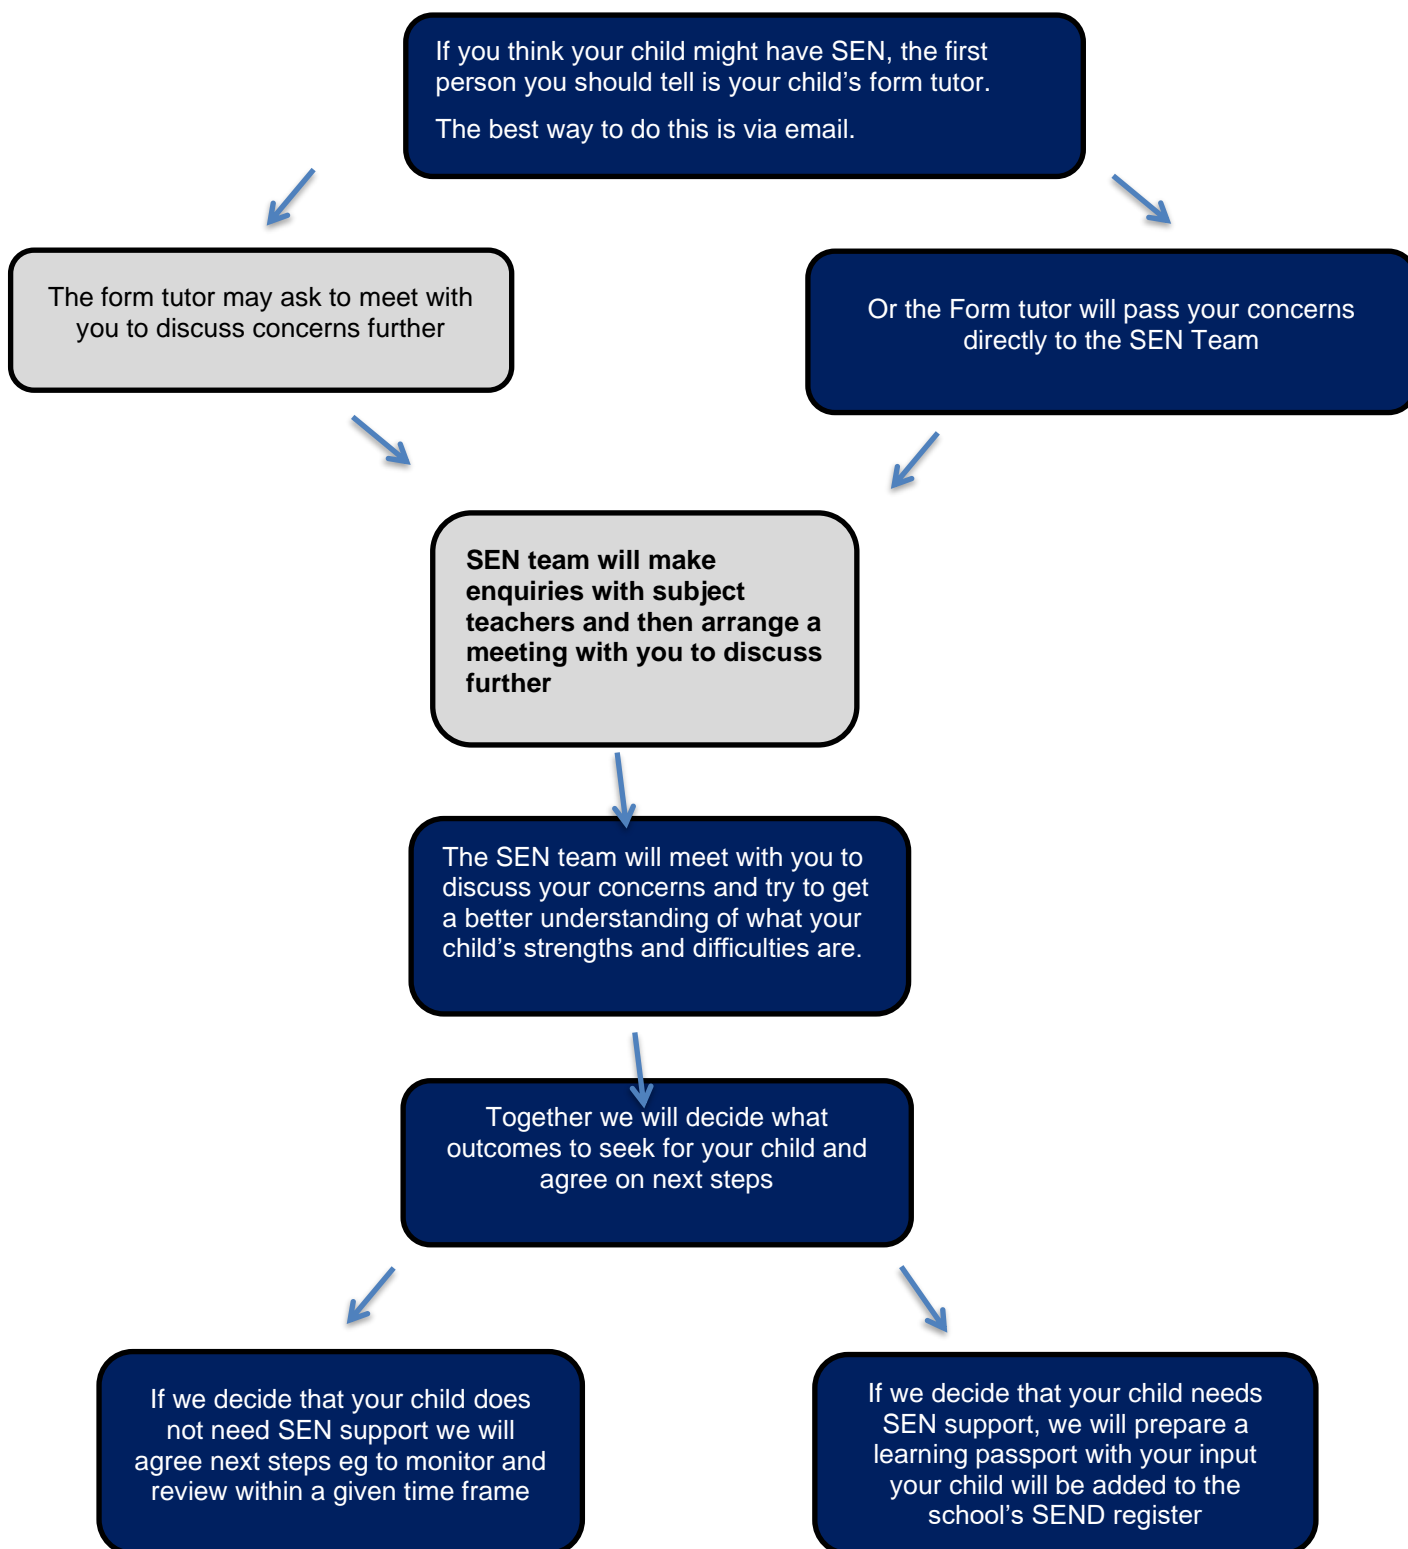 If you think your child might have SEN, the first
person you should tell is your child’s form tutor.
The best way to do this is via email.
The form tutor may ask to meet with
you to discuss concerns further
Or the Form tutor will pass your concerns
directly to the SEN Team
SEN team will make
enquiries with subject
teachers and then arrange a
meeting with you to discuss
further
The SEN team will meet with you to
discuss your concerns and try to get
a better understanding of what your
child’s strengths and difficulties are.
Together we will decide what
outcomes to seek for your child and
agree on next steps
If we decide that your child does
not need SEN support we will
agree next steps eg to monitor and
review within a given time frame
If we decide that your child needs
SEN support, we will prepare a
learning passport with your input
your child will be added to the
school’s SEND register